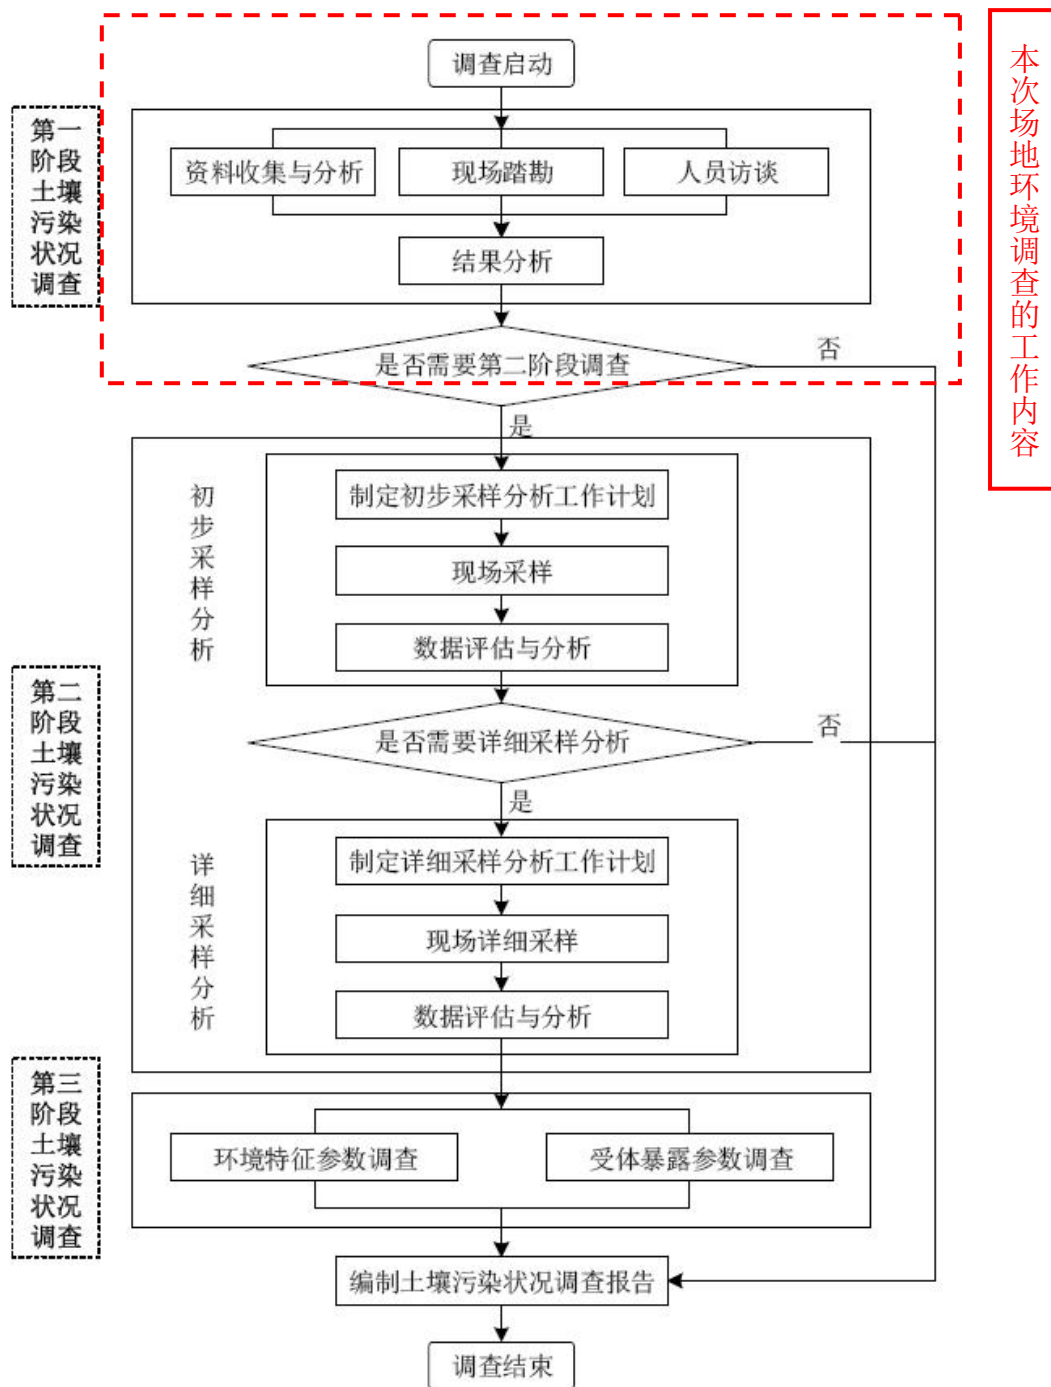 调查启动
本次场地环境调查的工作内容
第一
阶段
土壤
污染
状况
调查
资料收集与分析
现场踏勘
人员访谈
结果分析
是否需要第二阶段调查
否
是
初步采样分析
制定初步采样分析工作计划
现场采样
数据评估与分析
第二
阶段
土壤
污染
状况
调查
是否需要详细采样分析
否
是
详细采样分析
制定详细采样分析工作计划
现场详细采样
数据评估与分析
第三
阶段
土壤
污染
状况
调查
环境特征参数调查
受体暴露参数调查
编制土壤污染状况调查报告
调查结束